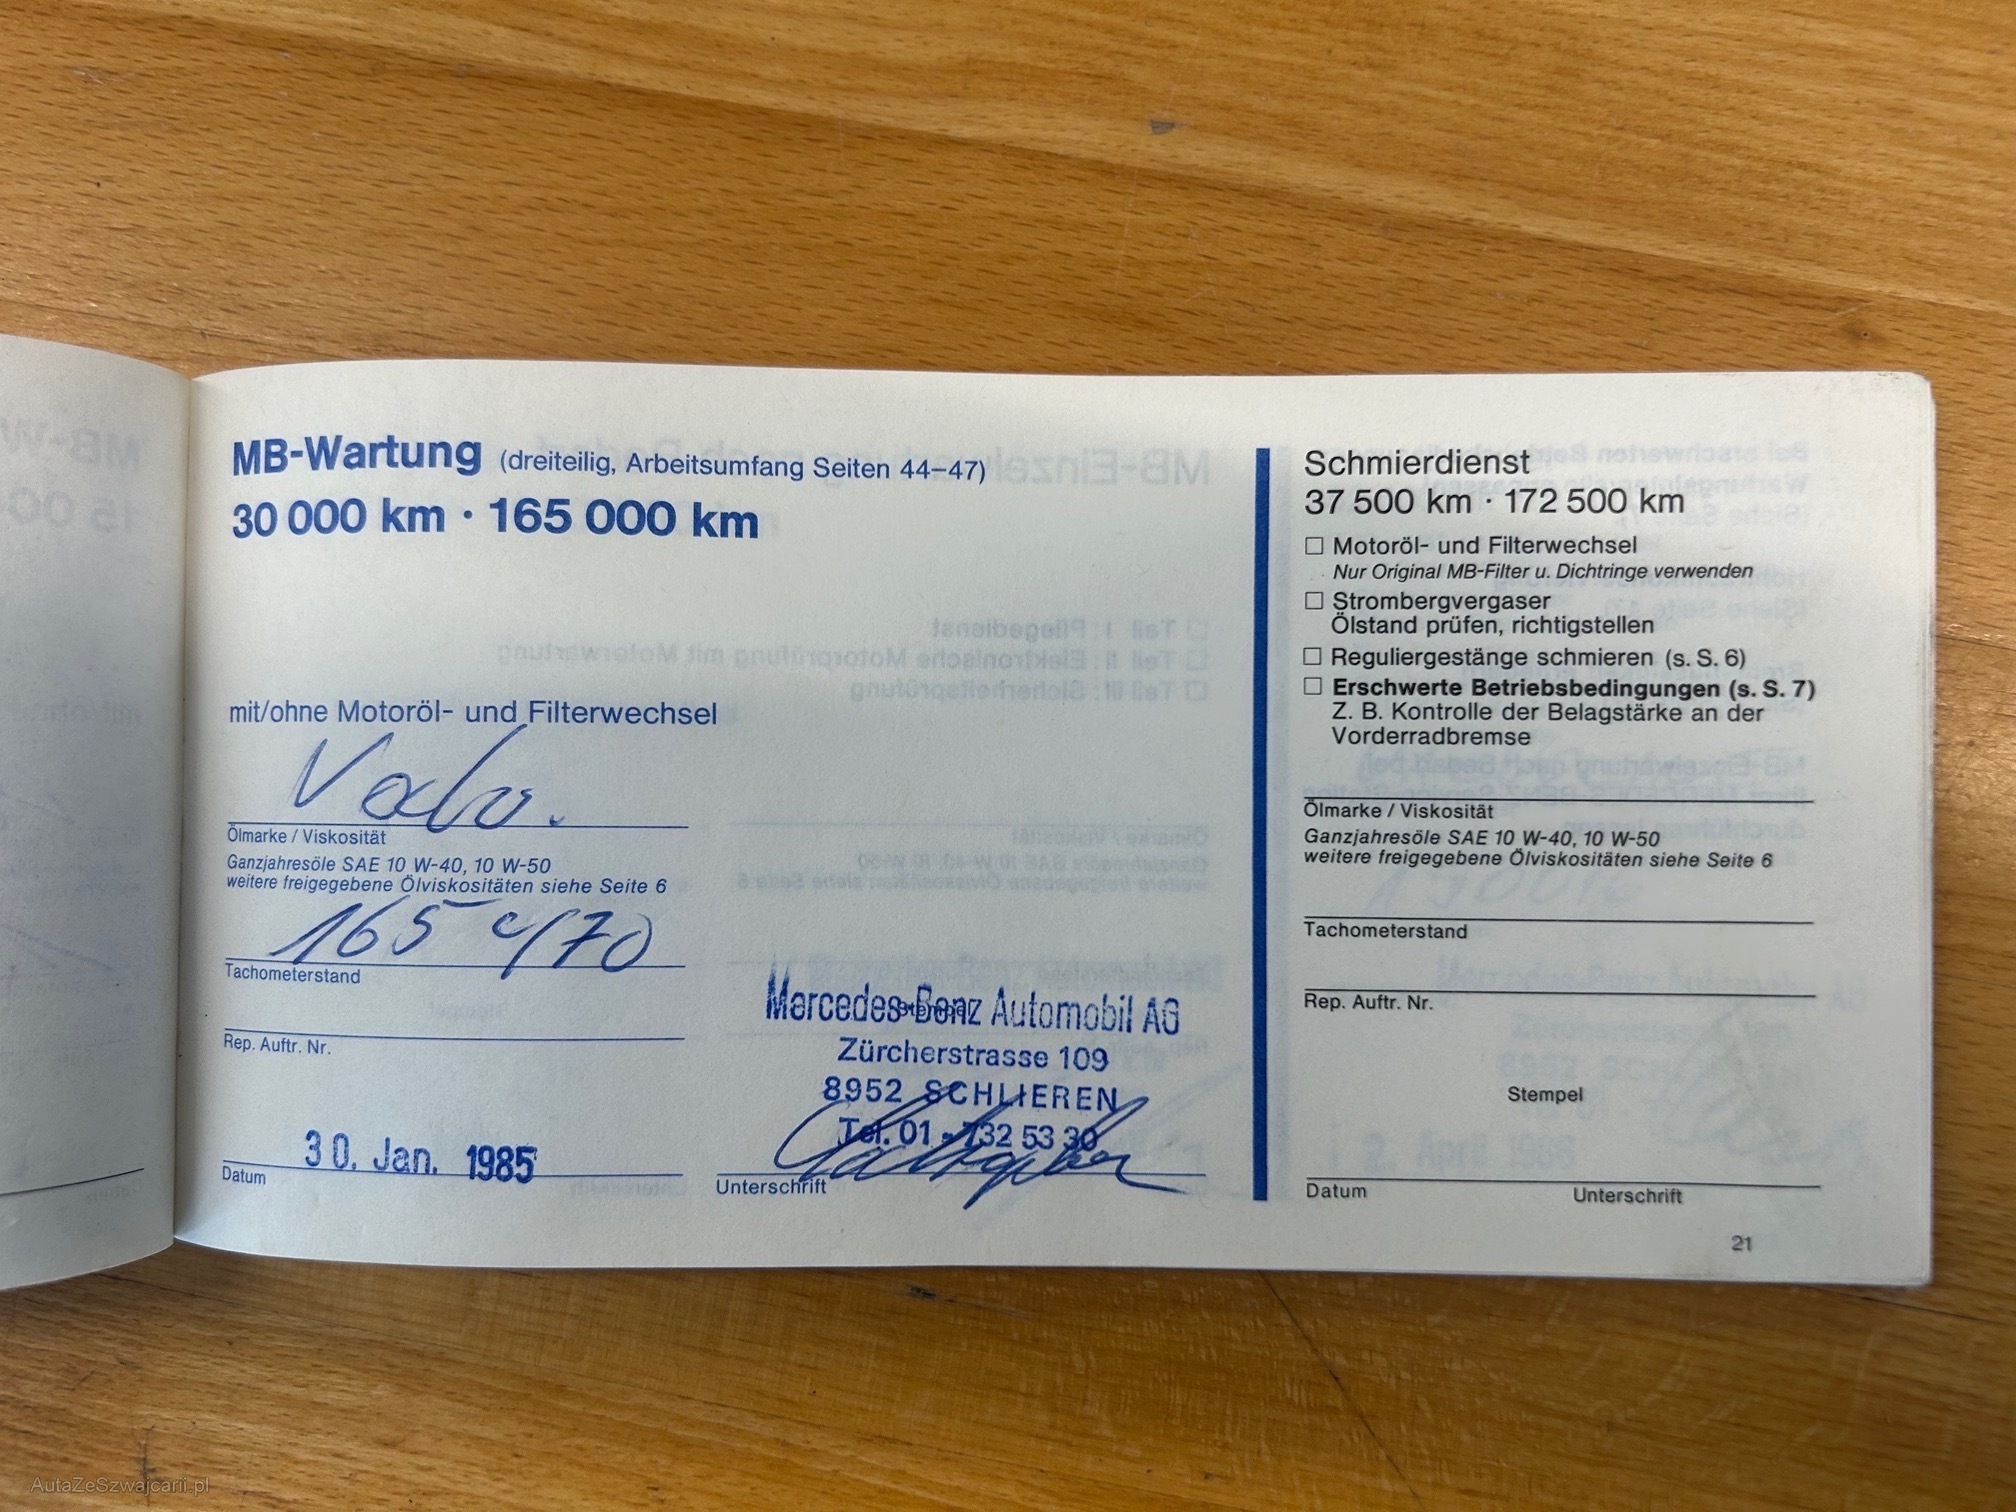 MB-Wartung (dreiteilig, Arbeitsumfang Seiten 44–47)
30 000 km · 165 000 km
mit/ohne Motoröl- und Filterwechsel
Ölmarke / Viskosität
Ganzjahresöle SAE 10 W-40, 10 W-50
weitere freigegebene Ölviskositäten siehe Seite 6
165
Tachometerstand
Rep. Auftr. Nr.
30. Jan. 1985
Datum
Stempel
Mercedes-Benz Automobil AG
Zürcherstrasse 109
8952 SCHLIEREN
Tel. 01 - 732 53 30
Unterschrift
Schmierdienst
37 500 km · 172 500 km
Motoröl- und Filterwechsel
Nur Original MB-Filter u. Dichtringe verwenden
Strombergvergaser
Ölstand prüfen, richtigstellen
Reguliergestänge schmieren (s. S. 6)
Erschwerte Betriebsbedingungen (s. S. 7)
Z. B. Kontrolle der Belagstärke an der
Vorderradbremse
Ölmarke / Viskosität
Ganzjahresöle SAE 10 W-40, 10 W-50
weitere freigegebene Ölviskositäten siehe Seite 6
Tachometerstand
Rep. Auftr. Nr.
Stempel
Datum
Unterschrift
21
AutaZeSzwajcarii.pl